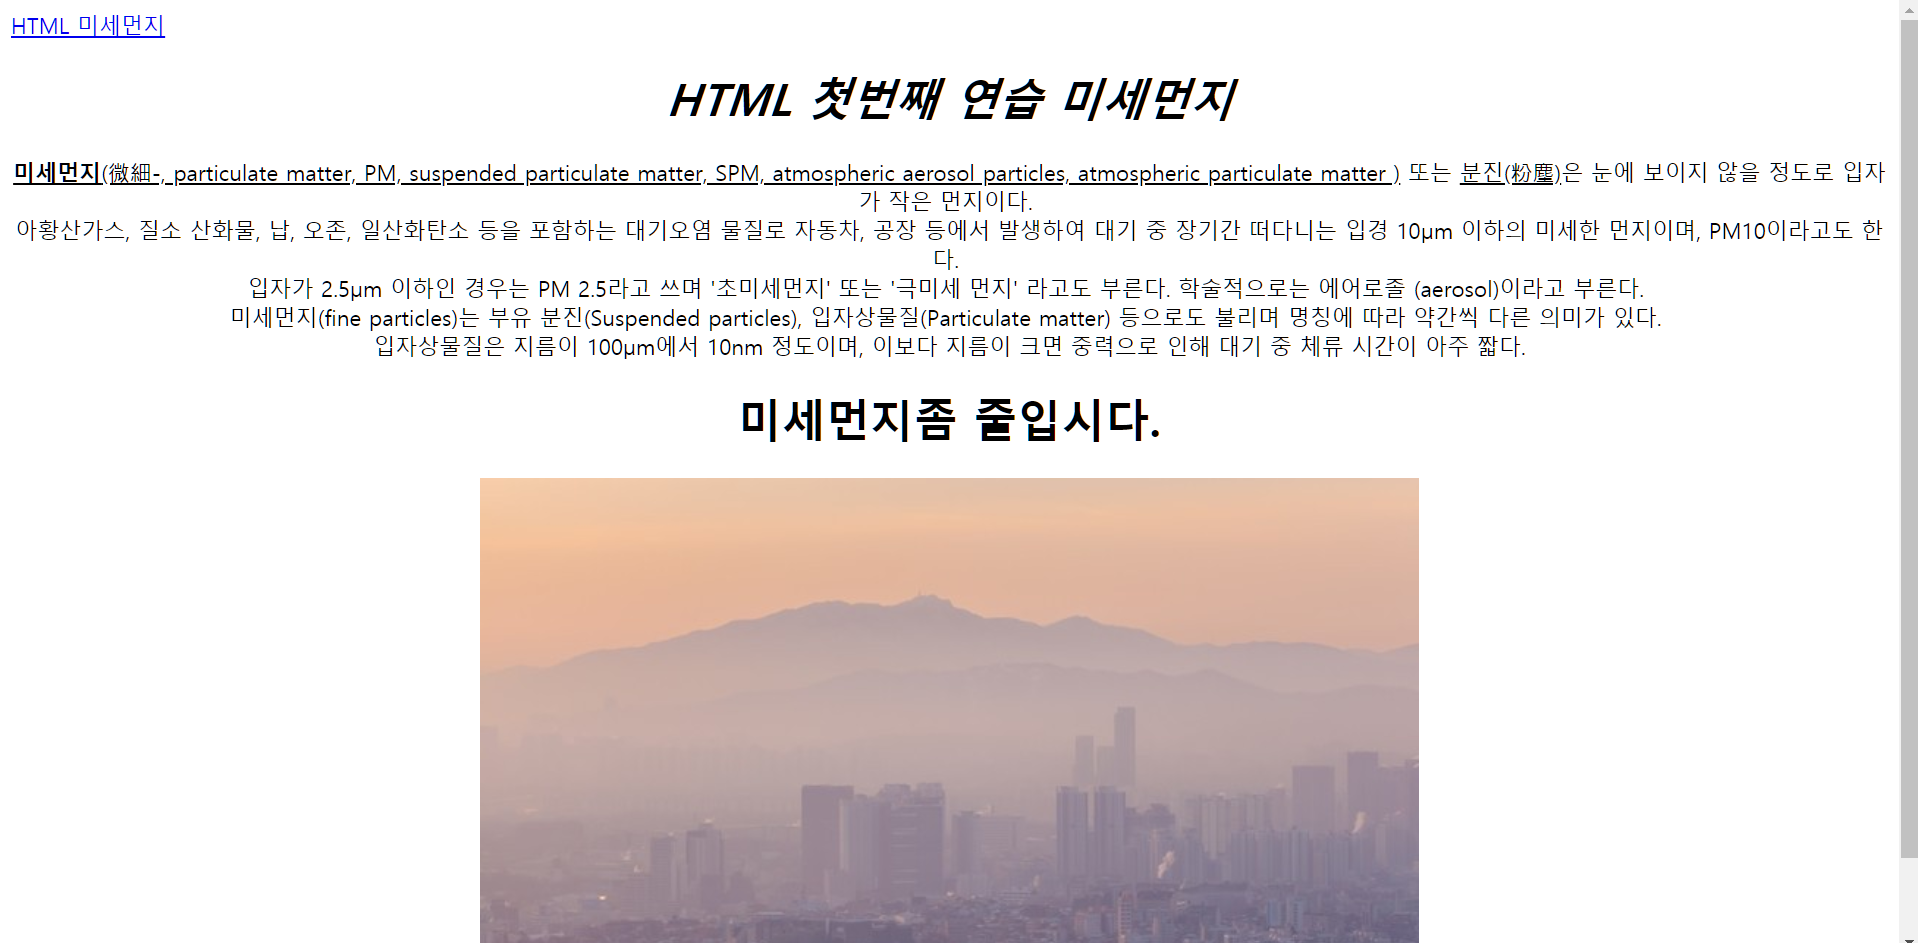 HTML 미세먼지
HTML 첫번째 연습 미세먼지
미세먼지(微細-, particulate matter, PM, suspended particulate matter, SPM, atmospheric aerosol particles, atmospheric particulate matter ) 또는 분진(粉塵)은 눈에 보이지 않을 정도로 입자
가 작은 먼지이다.
아황산가스, 질소 산화물, 납, 오존, 일산화탄소 등을 포함하는 대기오염 물질로 자동차, 공장 등에서 발생하여 대기 중 장기간 떠다니는 입경 10μm 이하의 미세한 먼지이며, PM10이라고도 한
다.
입자가 2.5μm 이하인 경우는 PM 2.5라고 쓰며 '초미세먼지' 또는 '극미세 먼지' 라고도 부른다. 학술적으로는 에어로졸 (aerosol)이라고 부른다.
미세먼지(fine particles)는 부유 분진(Suspended particles), 입자상물질(Particulate matter) 등으로도 불리며 명칭에 따라 약간씩 다른 의미가 있다.
입자상물질은 지름이 100μm에서 10nm 정도이며, 이보다 지름이 크면 중력으로 인해 대기 중 체류 시간이 아주 짧다.
미세먼지좀 줄입시다.